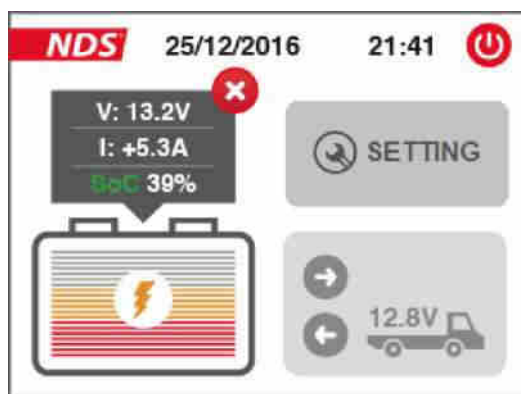 NDS 25/12/2016 21:41
V: 13.2V
I: +5.3A
SoC 39%
SETTING
12.8V